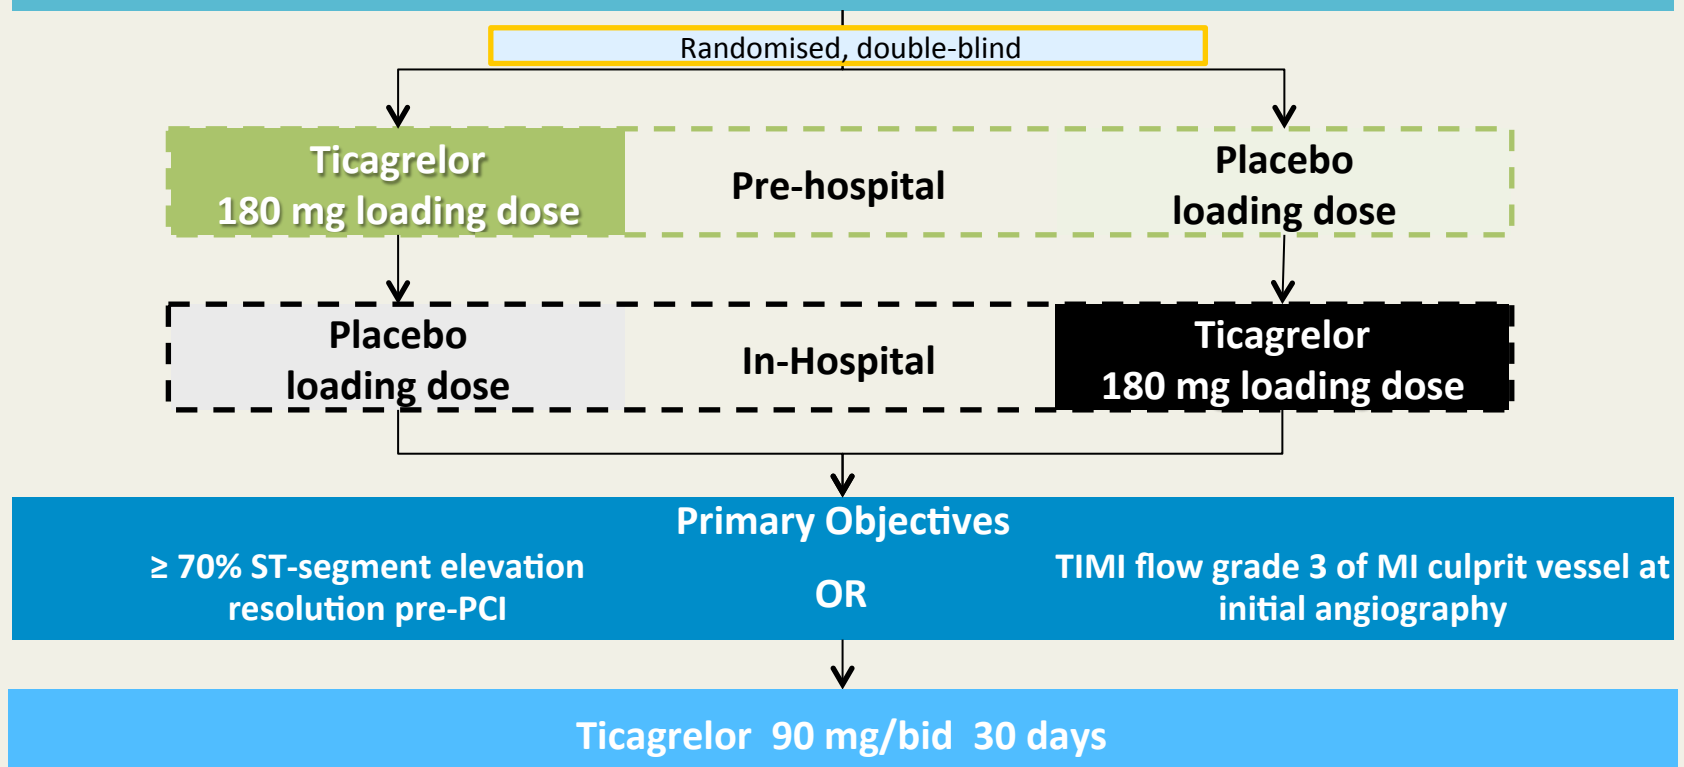 Randomised, double-blind
Ticagrelor
180 mg loading dose
Pre-hospital
Placebo
loading dose
Placebo
loading dose
In-Hospital
Ticagrelor
180 mg loading dose
Primary Objectives
≥ 70% ST-segment elevation
resolution pre-PCI
OR
TIMI flow grade 3 of MI culprit vessel at
initial angiography
Ticagrelor 90 mg/bid 30 days